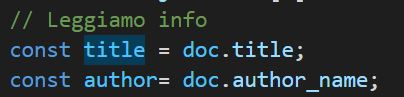 // Leggiamo info
const title = doc.title;
const author= doc.author_name;